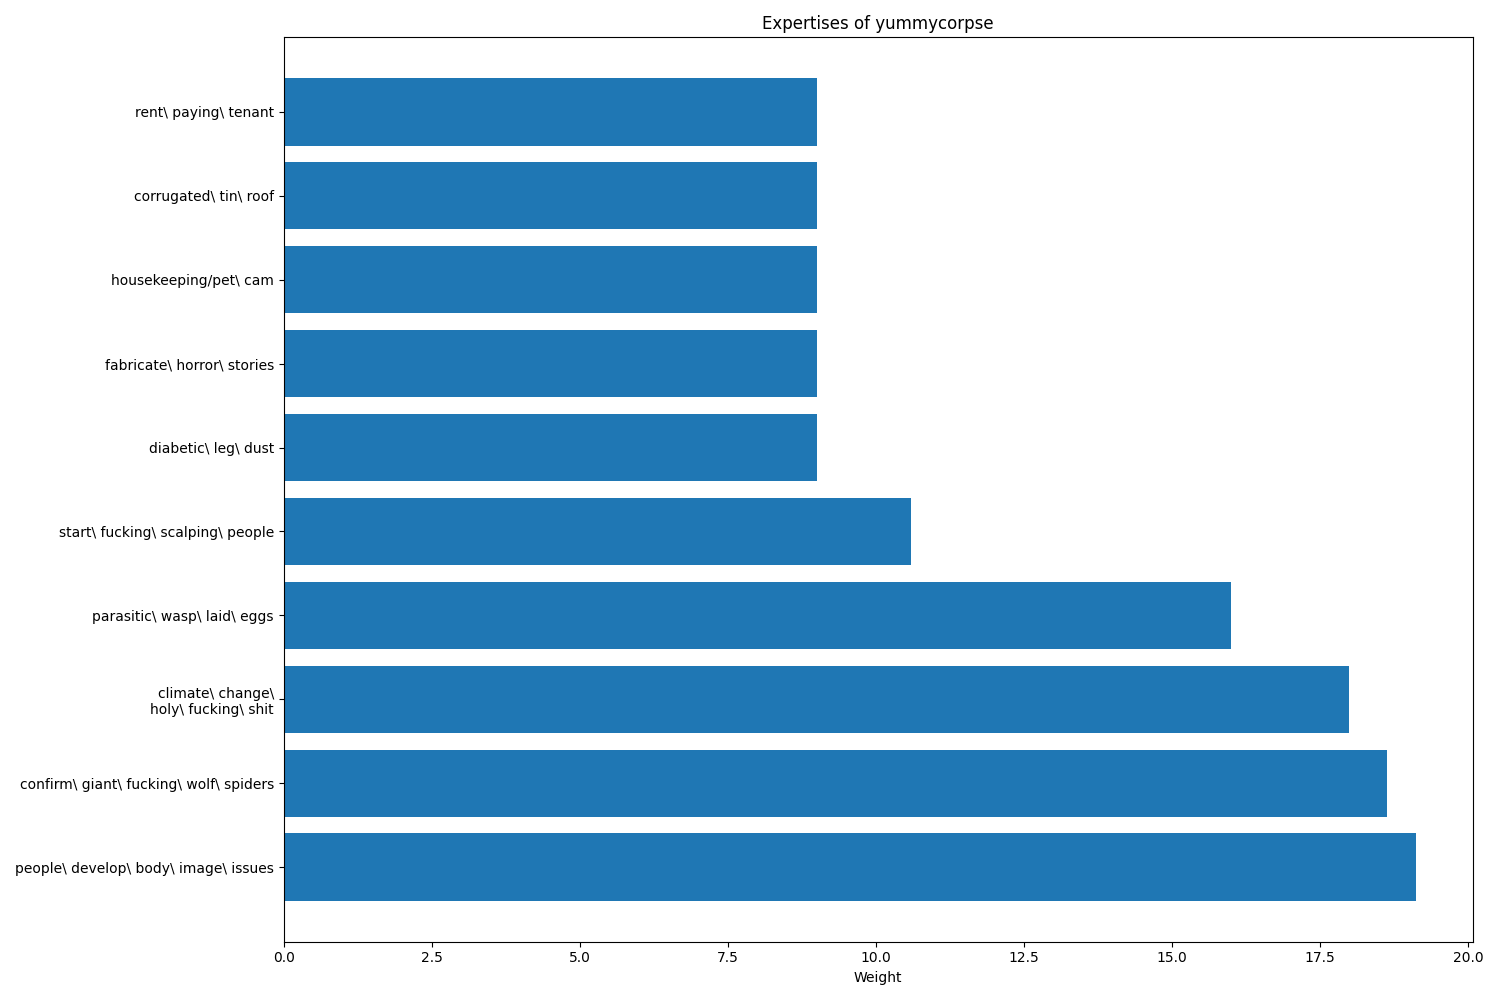 Expertises of yummycorpse
rent\ paying\ tenant
corrugated\ tin\ roof
housekeeping/pet\ cam
fabricate\ horror\ stories
diabetic\ leg\ dust
start\ fucking\ scalping\ people
parasitic\ wasp\ laid\ eggs
climate\ change\
holy\ fucking\ shit
confirm\ giant\ fucking\ wolf\ spiders
people\ develop\ body\ image\ issues
0.0 2.5 5.0 7.5 10.0 12.5 15.0 17.5 20.0
Weight